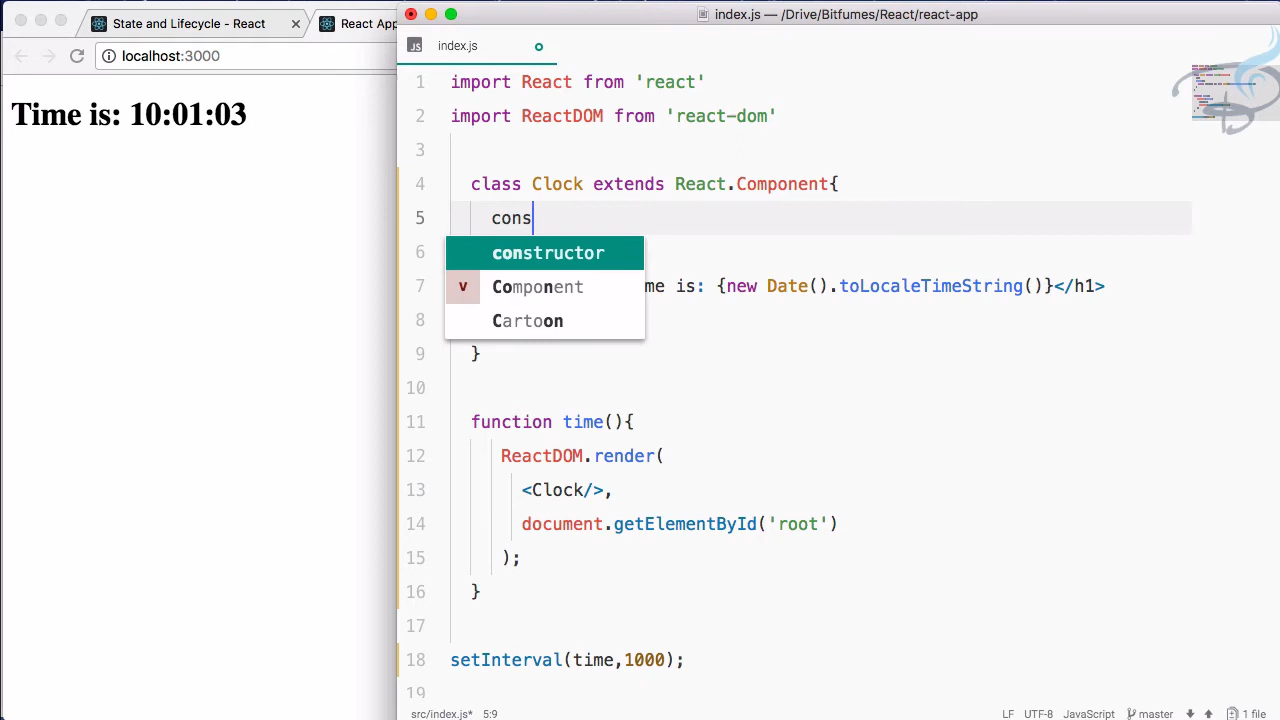 State and Lifecycle - React
React App
localhost:3000
Time is: 10:01:03
index.js — /Drive/Bitfumes/React/react-app
JS index.js
1 import React from 'react'
2 import ReactDOM from 'react-dom'
3
4 class Clock extends React.Component{
5 cons
6 constructor
v Component
7 me is: {new Date().toLocaleTimeString()}</h1>
8 Cartoon
9 }
10
11 function time(){
12 ReactDOM.render(
13 <Clock/>,
14 document.getElementById('root')
15 );
16 }
17
18 setInterval(time,1000);
19
src/index.js* 5:9 LF UTF-8 JavaScript master 1 file